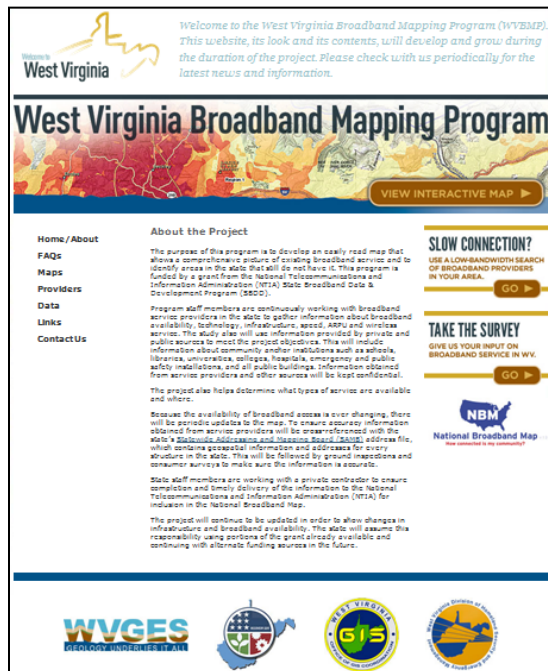 Welcome to the West Virginia Broadband Mapping Program (WVBMP).
This website, its look and its contents, will develop and grow during
the duration of the project. Please check with us periodically for the
latest news and information.
Welcome to
West Virginia
West Virginia Broadband Mapping Program
VIEW INTERACTIVE MAP
Home/About
FAQs
Maps
Providers
Data
Links
Contact Us
About the Project
The purpose of this program is to develop an easily read map that
shows a comprehensive picture of existing broadband service and to
identify areas in the state that still do not have it. This program is
funded by a grant from the National Telecommunications and
Information Administration (NTIA) State Broadband Data &
Development Program (SBDD).
Program staff members are continuously working with broadband
service providers in the state to gather information about broadband
availability, technology, infrastructure, speed, ARPU and wireless
service. The study also will use information provided by private and
public sources to meet the project objectives. This will include
information about community anchor institutions such as schools,
libraries, universities, colleges, hospitals, emergency and public
safety installations, and all public buildings. Information obtained
from service providers and other sources will be kept confidential.
The project also helps determine what types of service are available
and where.
Because the availability of broadband access is ever changing, there
will be periodic updates to the map. To ensure accuracy information
obtained from service providers will be cross-referenced with the
state's Statewide Addressing and Mapping Board (SAMB) address file,
which contains geospatial information and addresses for every
structure in the state. This will be followed by ground inspections and
consumer surveys to make sure the information is accurate.
State staff members are working with a private contractor to ensure
completion and timely delivery of the information to the National
Telecommunications and Information Administration (NTIA) for
inclusion in the National Broadband Map.
The project will continue to be updated in order to show changes in
infrastructure and broadband availability. The state will assume this
responsibility using portions of the grant already available and
continuing with alternate funding sources in the future.
SLOW CONNECTION?
USE A LOW-BANDWIDTH SEARCH
OF BROADBAND PROVIDERS
IN YOUR AREA.
GO
TAKE THE SURVEY
GIVE US YOUR INPUT ON
BROADBAND SERVICE IN WV.
GO
NBM
National Broadband Map
How connected is my community?
WVGES
GEOLOGY UNDERLIES IT ALL
WEST VIRGINIA
GIS
OFFICE OF GIS COORDINATION
West Virginia Division of Homeland